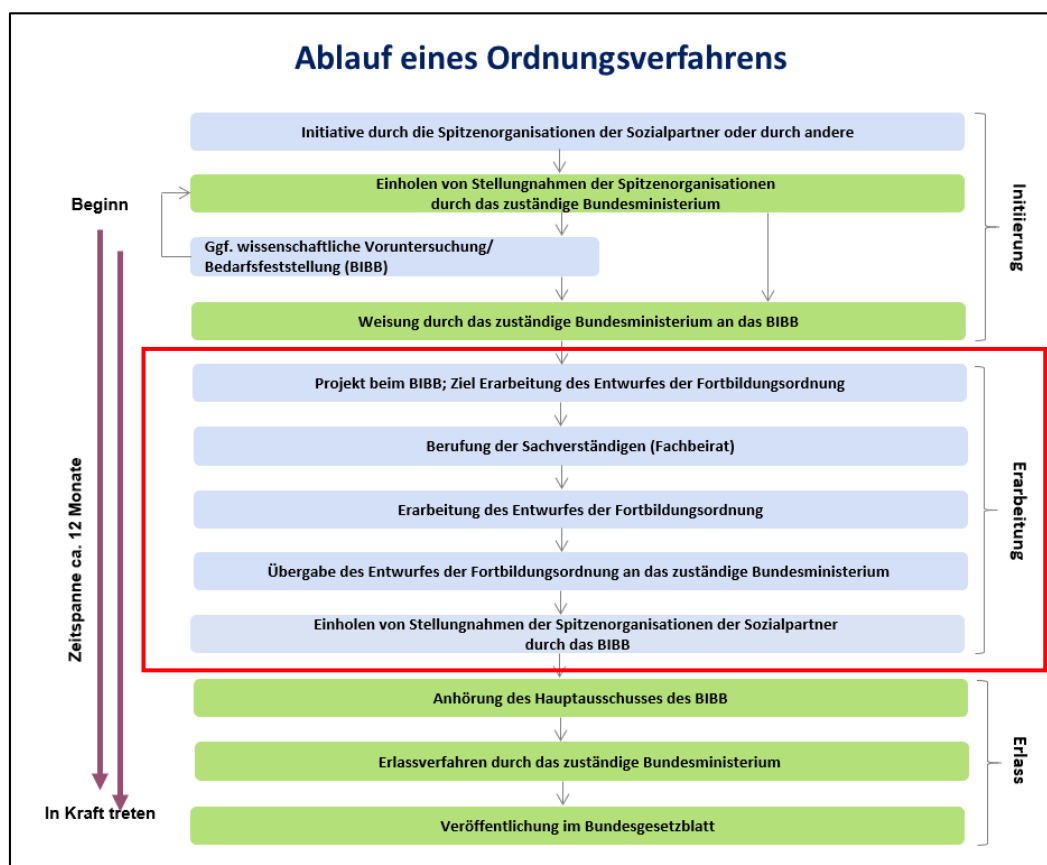 Ablauf eines Ordnungsverfahrens
Initiative durch die Spitzenorganisationen der Sozialpartner oder durch andere
Einholen von Stellungnahmen der Spitzenorganisationen
durch das zuständige Bundesministerium
Beginn
Ggf. wissenschaftliche Voruntersuchung/
Bedarfsfeststellung (BIBB)
Weisung durch das zuständige Bundesministerium an das BIBB
Initiierung
Projekt beim BIBB; Ziel Erarbeitung des Entwurfes der Fortbildungsordnung
Berufung der Sachverständigen (Fachbeirat)
Erarbeitung des Entwurfes der Fortbildungsordnung
Übergabe des Entwurfes der Fortbildungsordnung an das zuständige Bundesministerium
Einholen von Stellungnahmen der Spitzenorganisationen der Sozialpartner
durch das BIBB
Erarbeitung
Zeitspanne ca. 12 Monate
Anhörung des Hauptausschusses des BIBB
Erlassverfahren durch das zuständige Bundesministerium
Veröffentlichung im Bundesgesetzblatt
Erlass
In Kraft treten